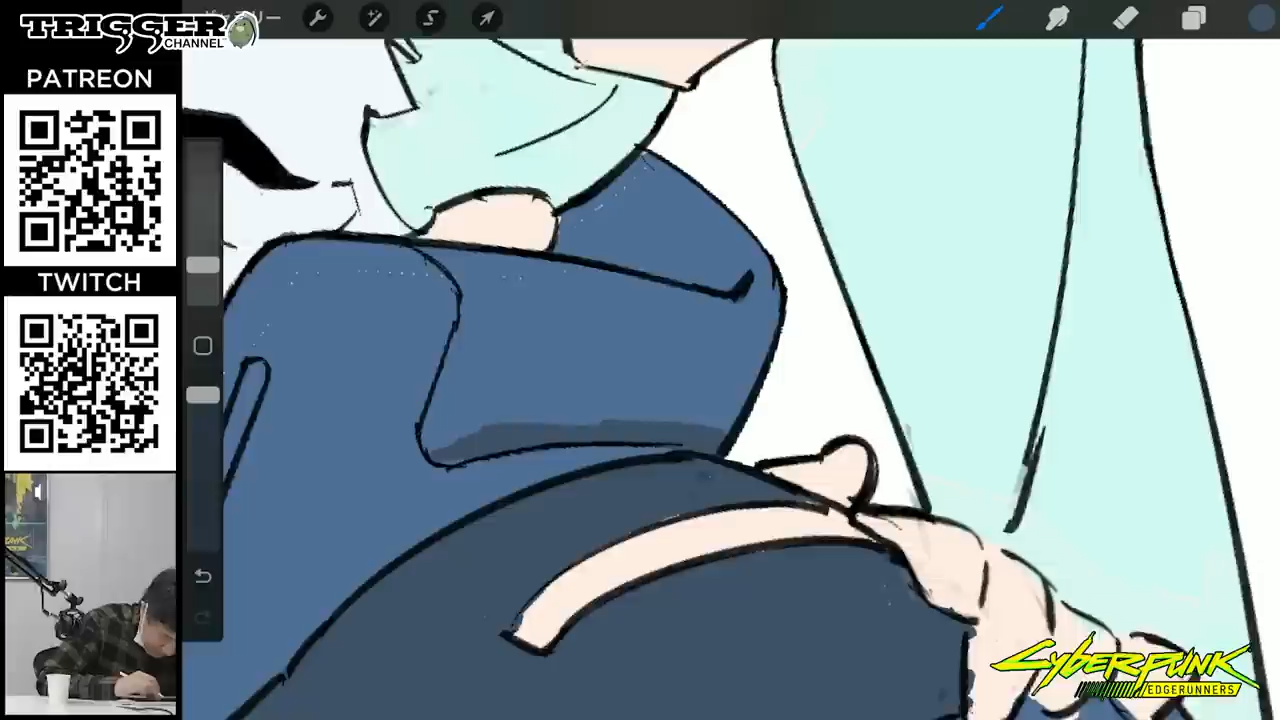 TRIGGER
CHANNEL
PATREON
TWITCH
CYBERPUNK
EDGERUNNERS